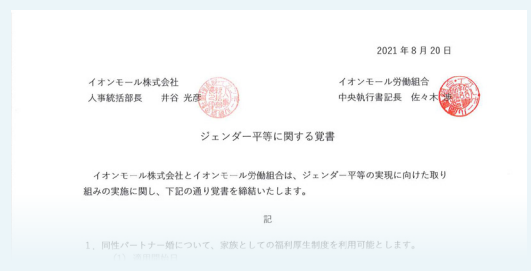 2021年8月20日
イオンモール株式会社 イオンモール労働組合
人事統括部長 井谷 光彦 中央執行書記長 佐々木
ジェンダー平等に関する覚書
イオンモール株式会社とイオンモール労働組合は、ジェンダー平等の実現に向けた取り
組みの実施に関し、下記の通り覚書を締結いたします。
記
1. 同性パートナー婚について、家族としての福利厚生制度を利用可能とします。